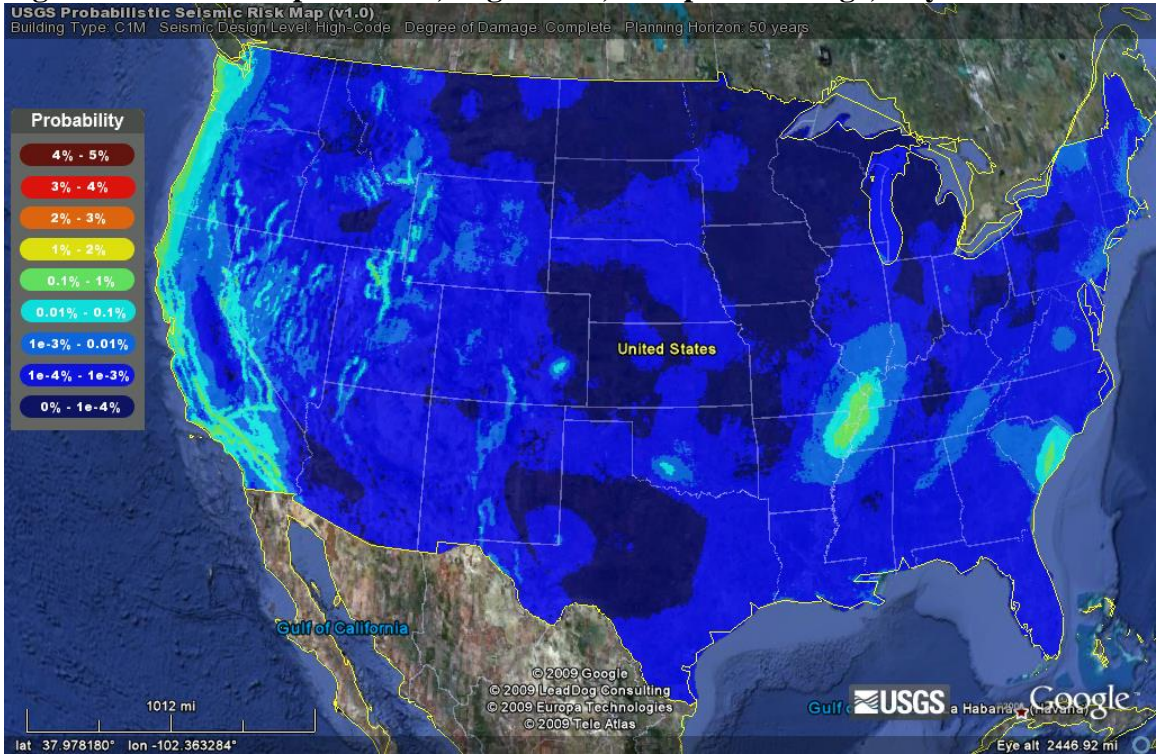 USGS Probabilistic Seismic Risk Map (v1.0)
Building Type: C1M Seismic Design Level: High-Code Degree of Damage: Complete Planning Horizon: 50 years
Probability
4% - 5%
3% - 4%
2% - 3%
1% - 2%
0.1% - 1%
0.01% - 0.1%
1e-3% - 0.01%
1e-4% - 1e-3%
0% - 1e-4%
United States
Gulf of California
© 2009 Google
© 2009 LeadDog Consulting
© 2009 Europa Technologies
© 2009 Tele Atlas
1012 mi
Gulf
USGS
a Habana (Havana)
Google
lat 37.978180° lon -102.363284°
Eye alt 2446.92 mi